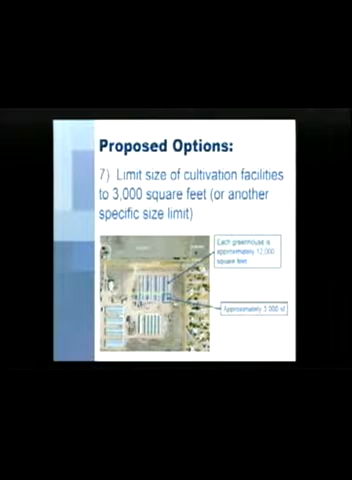 Proposed Options:
7) Limit size of cultivation facilities
to 3,000 square feet (or another
specific size limit)
Each greenhouse is
approximately 12,000
square feet
Approximately 3,000 sf